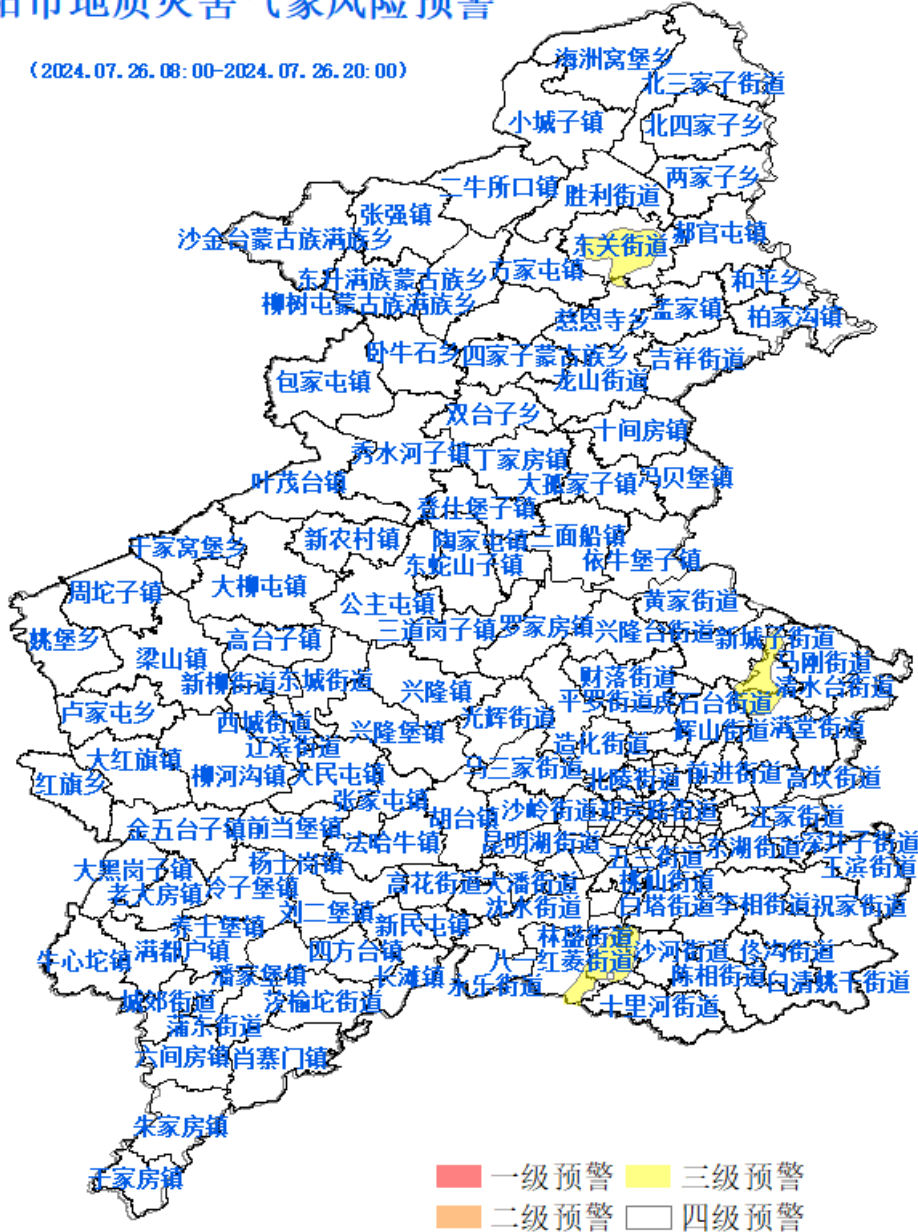 阳市地质灾害气象风险预警
（2024.07.26.08:00-2024.07.26.20:00）
海洲窝堡乡
北三家子街道
小城子镇
北四家子乡
二牛所口镇
胜利街道
两家子乡
张强镇
沙金台蒙古族满族乡
东关街道
郝官屯镇
东升满族蒙古族乡
方家屯镇
和平乡
柳树屯蒙古族满族乡
慈恩寺乡
孟家镇
柏家沟镇
卧牛石乡
四家子蒙古族乡
吉祥街道
包家屯镇
龙山街道
双台子乡
十间房镇
秀水河子镇
丁家房镇
叶茂台镇
大孤家子镇
冯贝堡镇
登仕堡子镇
于家窝堡乡
新农村镇
陶家屯镇
三面船镇
东蛇山子镇
依牛堡子镇
周坨子镇
大柳屯镇
公主屯镇
黄家街道
姚堡乡
高台子镇
三道岗子镇
罗家房镇
兴隆台街道
新城子街道
梁山镇
马刚街道
新柳街道
东城街道
兴隆镇
财落街道
清水台街道
卢家屯乡
西城街道
光辉街道
平罗街道
虎石台街道
辽滨街道
兴隆堡镇
造化街道
辉山街道
满堂街道
大红旗镇
柳河沟镇
大民屯镇
马三家街道
北陵街道
前进街道
高坎街道
红旗乡
张家屯镇
胡台镇
沙岭街道
迎宾路街道
汪家街道
金五台子镇
前当堡镇
法哈牛镇
昆明湖街道
五三街道
东湖街道
深井子街道
大黑岗子镇
杨士岗镇
王滨街道
老大房镇
冷子堡镇
高花街道
大潘街道
桃仙街道
刘二堡镇
沈水街道
白塔街道
李相街道
祝家街道
养士堡镇
新民屯镇
牛心坨镇
满都户镇
四方台镇
林盛街道
沙河街道
佟沟街道
潘家堡镇
长滩镇
八一红菱街道
陈相街道
白清姚千街道
城郊街道
茨榆坨街道
永乐街道
十里河街道
蒲东街道
六间房镇
肖寨门镇
朱家房镇
于家房镇
一级预警
三级预警
二级预警
四级预警